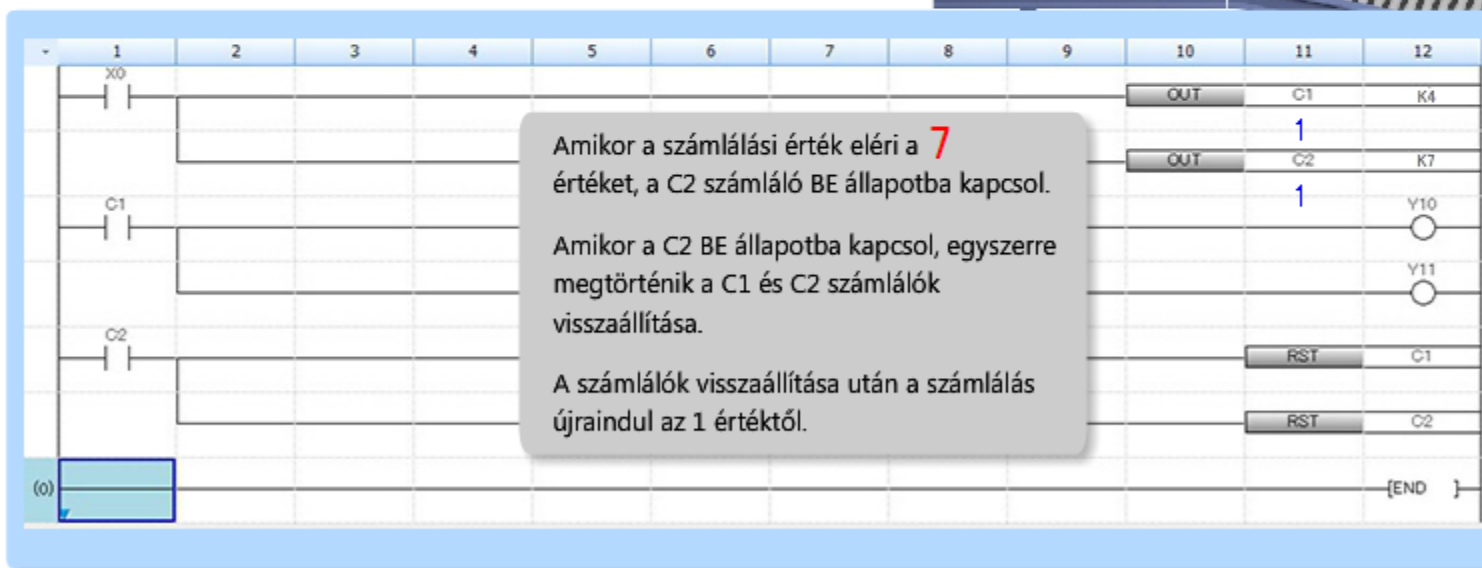 1 2 3 4 5 6 7 8 9 10 11 12
X0
OUT C1 K4
1
OUT C2 K7
1
C1
Y10
Y11
C2
RST C1
RST C2
(0)
[END ]
Amikor a számlálási érték eléri a 7
értéket, a C2 számláló BE állapotba kapcsol.
Amikor a C2 BE állapotba kapcsol, egyszerre
megtörténik a C1 és C2 számlálók
visszaállítása.
A számlálók visszaállítása után a számlálás
újraindul az 1 értéktől.